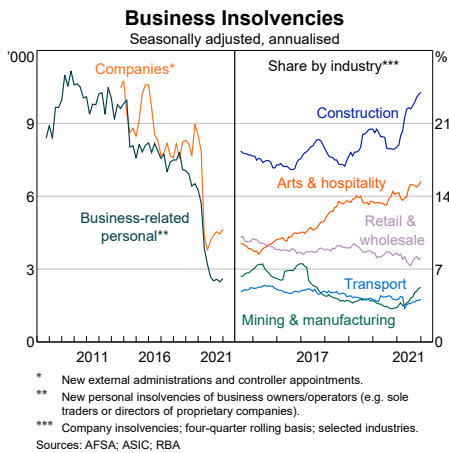 Business Insolvencies
Seasonally adjusted, annualised
'000
%
Companies*
Share by industry***
Construction
9
21
Arts & hospitality
6
14
Business-related
personal**
Retail &
wholesale
3
7
Transport
Mining & manufacturing
0
0
2011
2016
2021
2017
2021
* New external administrations and controller appointments.
** New personal insolvencies of business owners/operators (e.g. sole
traders or directors of proprietary companies).
*** Company insolvencies; four-quarter rolling basis; selected industries.
Sources: AFSA; ASIC; RBA